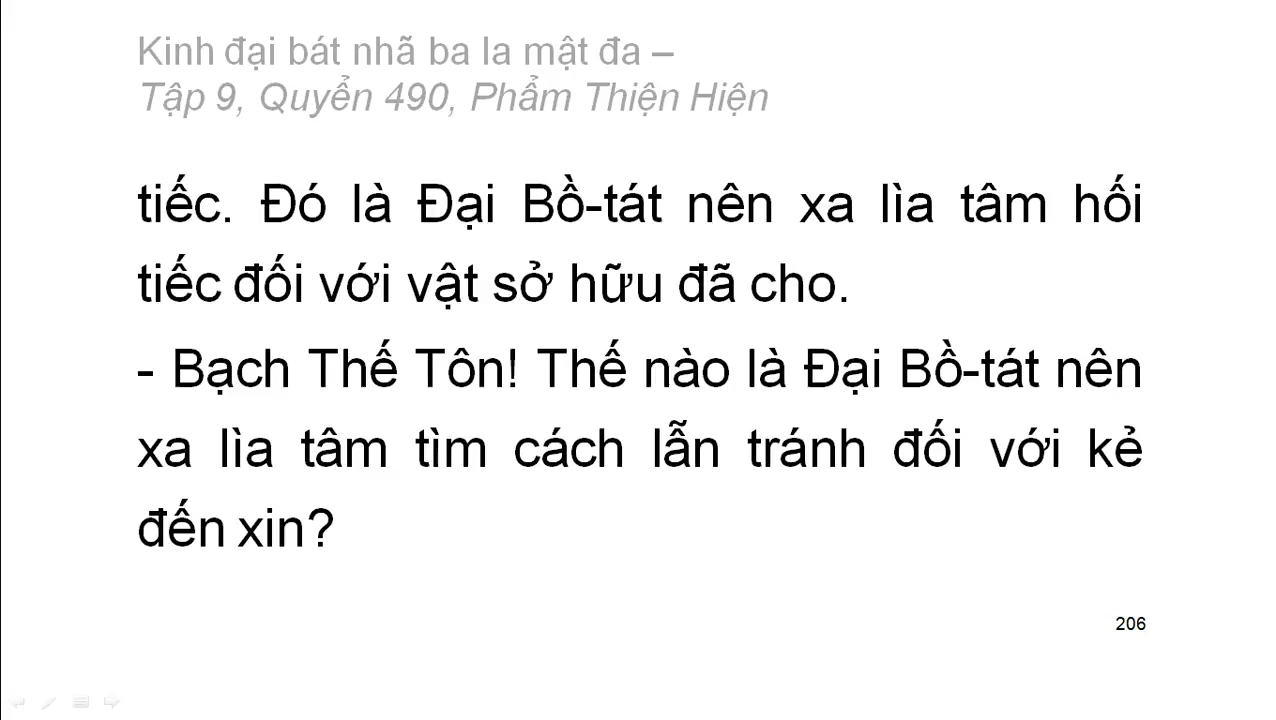 Kinh đại bát nhã ba la mật đa –
Tập 9, Quyển 490, Phẩm Thiện Hiện
tiếc. Đó là Đại Bồ-tát nên xa lìa tâm hối
tiếc đối với vật sở hữu đã cho.
- Bạch Thế Tôn! Thế nào là Đại Bồ-tát nên
xa lìa tâm tìm cách lẫn tránh đối với kẻ
đến xin?
206